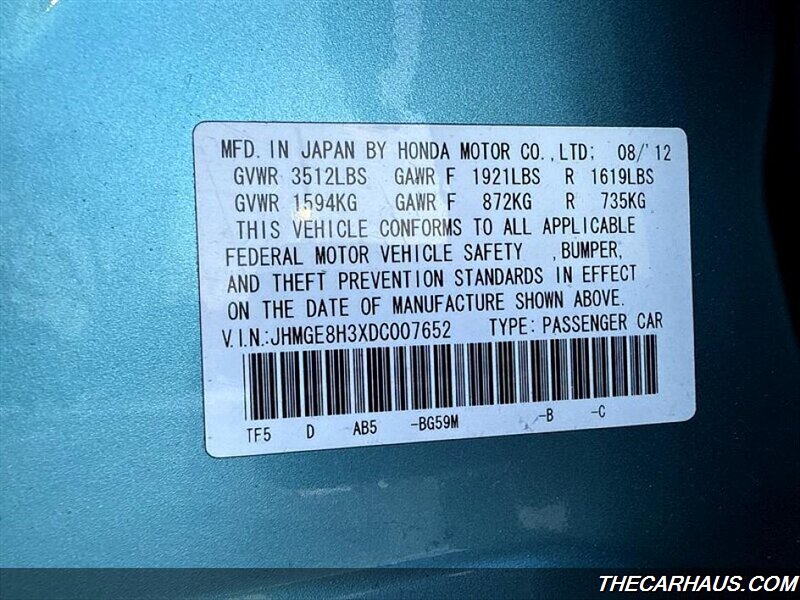 MFD. IN JAPAN BY HONDA MOTOR CO.,LTD; 08/'12
GVWR 3512LBS GAWR F 1921LBS R 1619LBS
GVWR 1594KG GAWR F 872KG R 735KG
THIS VEHICLE CONFORMS TO ALL APPLICABLE
FEDERAL MOTOR VEHICLE SAFETY ,BUMPER,
AND THEFT PREVENTION STANDARDS IN EFFECT
ON THE DATE OF MANUFACTURE SHOWN ABOVE.
V.I.N.:JHMGE8H3XDC007652 TYPE: PASSENGER CAR
TF5 D AB5 -BG59M -B -C
THECARHAUS.COM